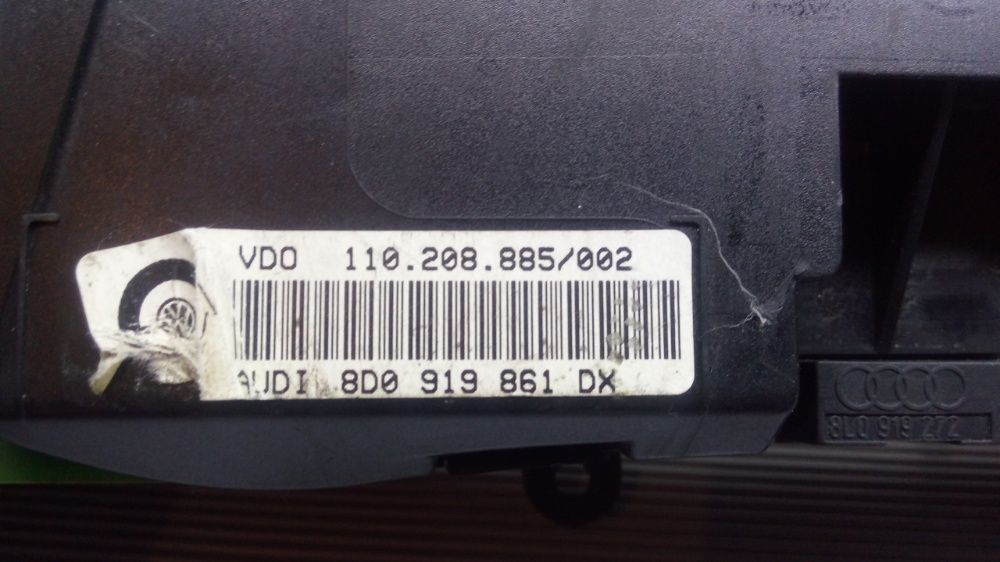 VDO 110.208.885/002
AUDI 8D0 919 861 DX
8L0 919 272